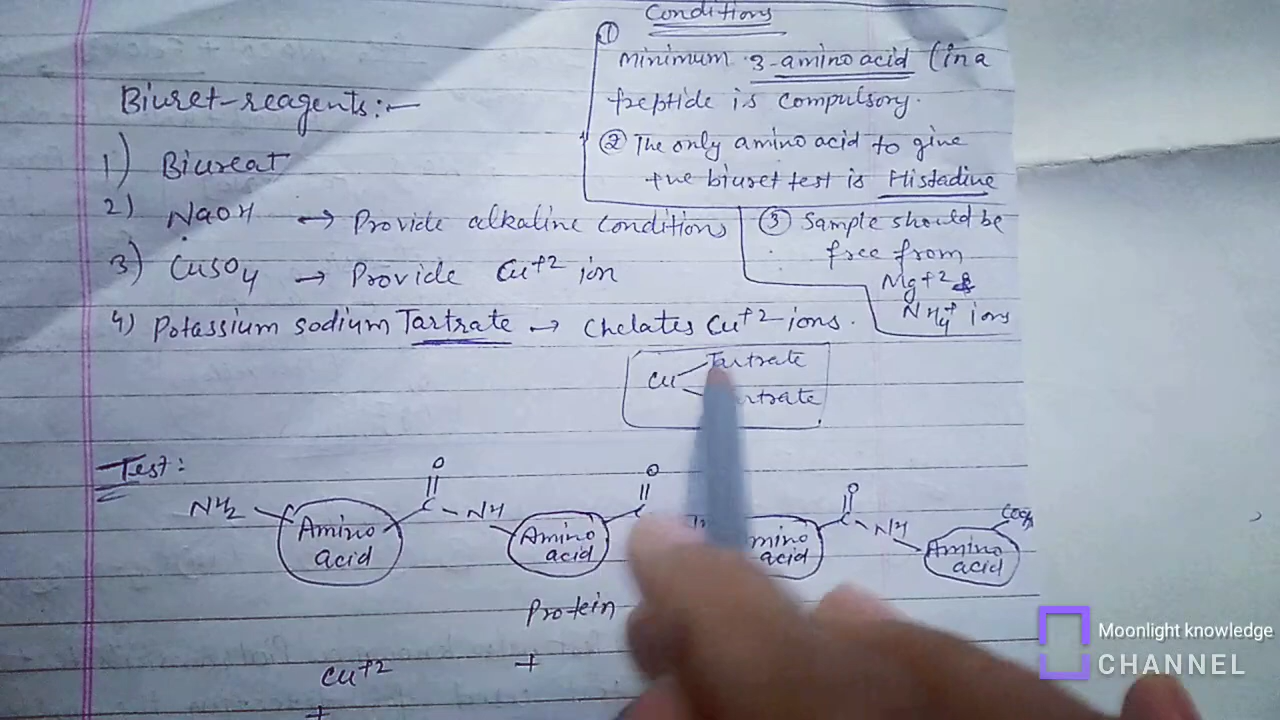 Conditions
① Minimum 3-amino acid (in a
peptide is compulsory.
② The only amino acid to give
+ve biuret test is Histadine
③ Sample should be
free from
Mg+2 &
NH4+ ions
Biuret-reagents:-
1) Biureat
2) NaOH → Provide alkaline conditions
3) CuSO4 → Provide Cu+2 ion
4) Potassium sodium Tartrate → Chelates Cu+2 ions.
Cu Tartrate
Test:
O O O
NH2 Amino acid C NH Amino acid C Amino acid C NH Amino acid COOH
Protein
Cu+2 +
+
Moonlight knowledge
CHANNEL